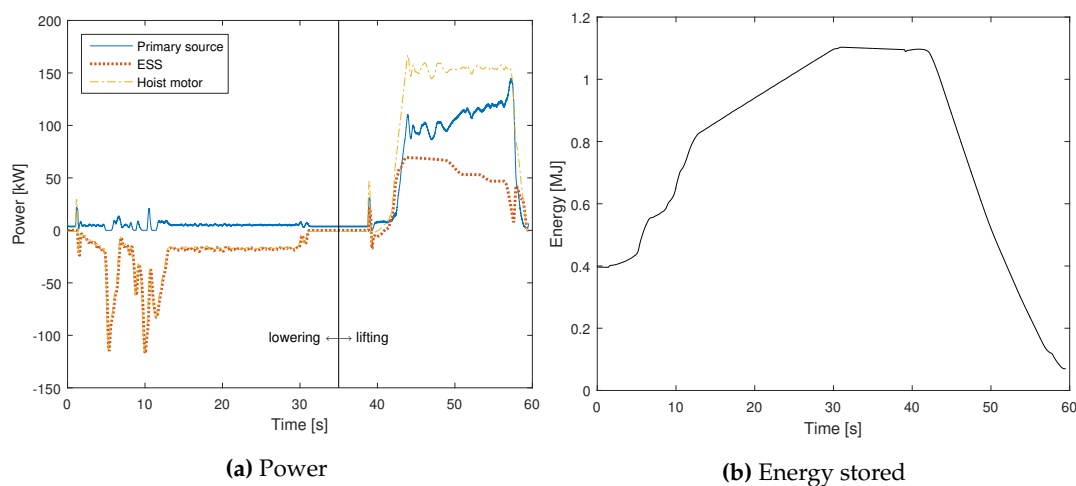 200
150
100
50
0
-50
-100
-150
Power [kW]
Primary source
ESS
Hoist motor
lowering ←→ lifting
0 10 20 30 40 50 60
Time [s]
(a) Power
1.2
1
0.8
0.6
0.4
0.2
0
Energy [MJ]
0 10 20 30 40 50 60
Time [s]
(b) Energy stored